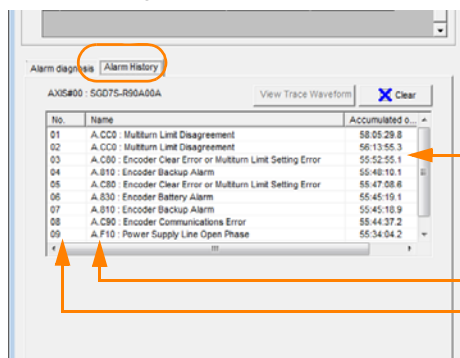 Alarm diagnosis Alarm History
AXIS#00 : SGD7S-R90A00A View Trace Waveform Clear
No. Name Accumulated o...
01 A.CC0 : Multiturn Limit Disagreement 58:05:29.8
02 A.CC0 : Multiturn Limit Disagreement 56:13:55.3
03 A.C80 : Encoder Clear Error or Multiturn Limit Setting Error 55:52:55.1
04 A.810 : Encoder Backup Alarm 55:48:10.1
05 A.C80 : Encoder Clear Error or Multiturn Limit Setting Error 55:47:08.6
06 A.830 : Encoder Battery Alarm 55:45:19.1
07 A.810 : Encoder Backup Alarm 55:45:18.9
08 A.C90 : Encoder Communications Error 55:44:37.2
09 A.F10 : Power Supply Line Open Phase 55:34:04.2